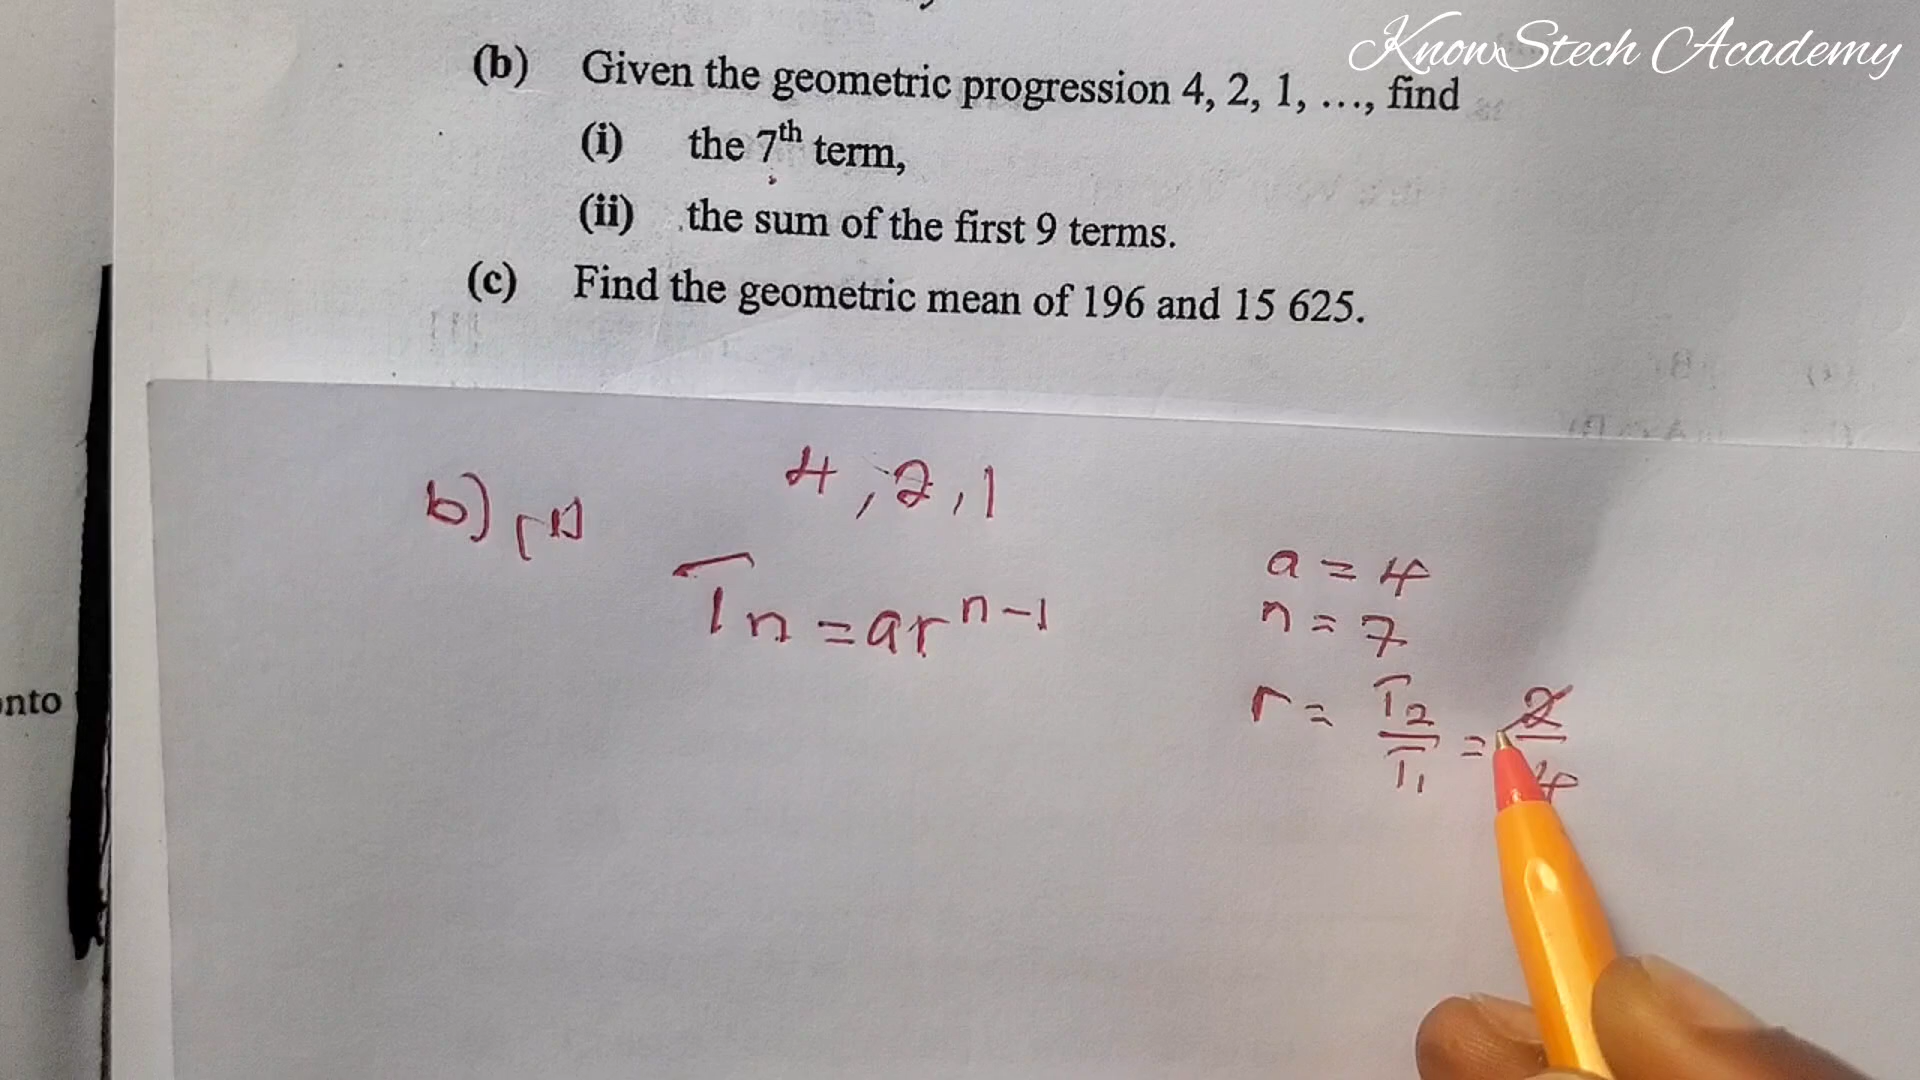 KnowStech Academy
(b) Given the geometric progression 4, 2, 1, ..., find
(i) the 7th term,
(ii) the sum of the first 9 terms.
(c) Find the geometric mean of 196 and 15 625.
nto
b) (i) 4, 2, 1
Tn = ar^n-1
a = 4
n = 7
r = T2/T1 = 2/4